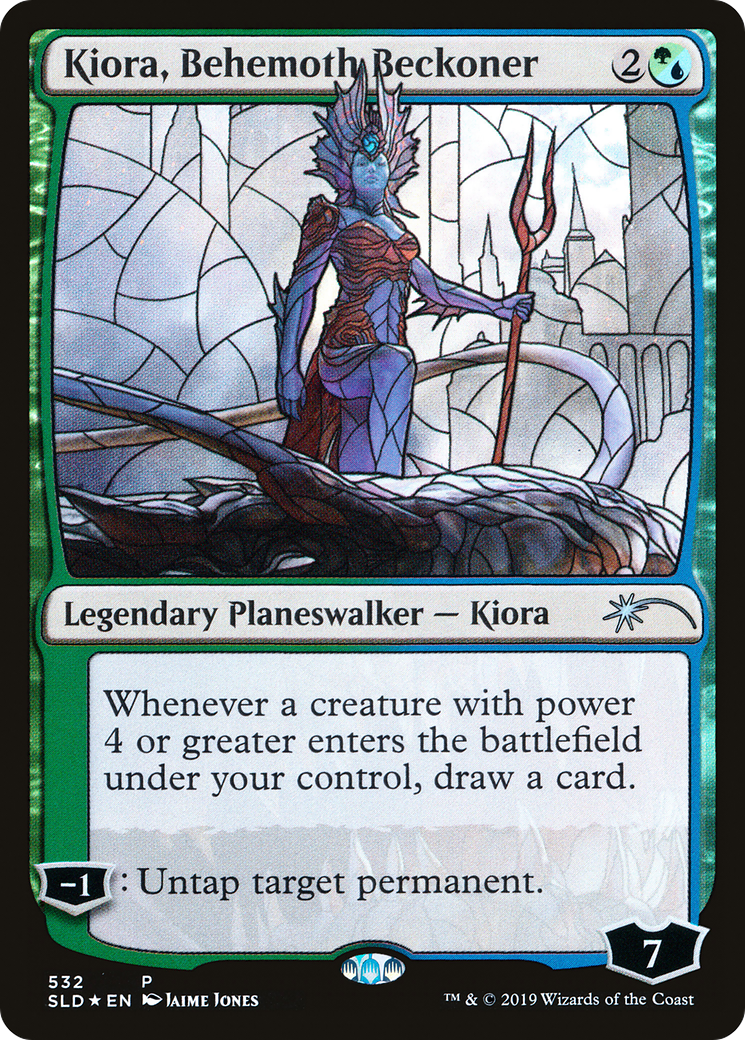 Kiora, Behemoth Beckoner 2
Legendary Planeswalker — Kiora
Whenever a creature with power
4 or greater enters the battlefield
under your control, draw a card.
−1 : Untap target permanent.
7
532 P
SLD ★ EN Jaime Jones
™ & © 2019 Wizards of the Coast